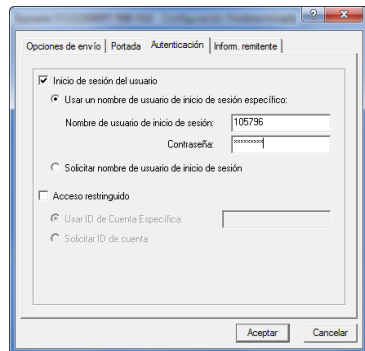 Opciones de envío Portada Autenticación Inform. remitente
Inicio de sesión del usuario
Usar un nombre de usuario de inicio de sesión específico:
Nombre de usuario de inicio de sesión: 105796
Contraseña: ××××××××××
Solicitar nombre de usuario de inicio de sesión
Acceso restringido
Usar ID de Cuenta Específica:
Solicitar ID de cuenta
Aceptar Cancelar